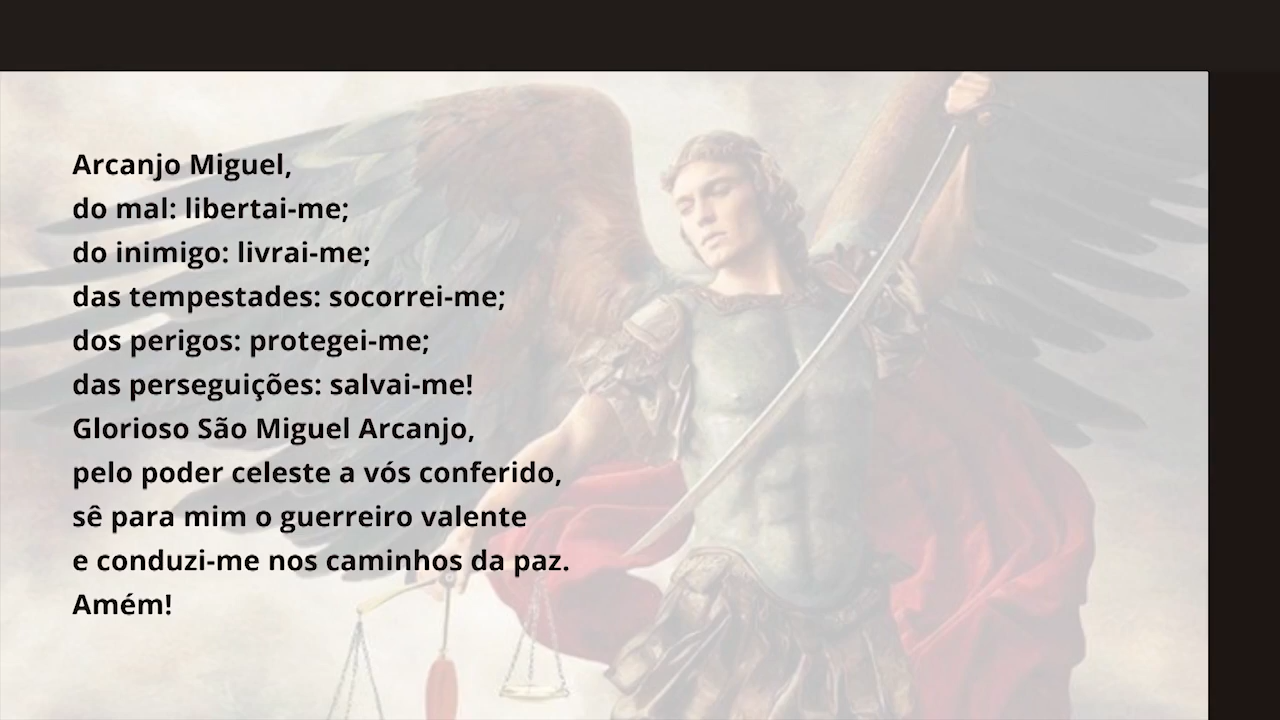 Arcanjo Miguel,
do mal: libertai-me;
do inimigo: livrai-me;
das tempestades: socorrei-me;
dos perigos: protegei-me;
das perseguições: salvai-me!
Glorioso São Miguel Arcanjo,
pelo poder celeste a vós conferido,
sê para mim o guerreiro valente
e conduzi-me nos caminhos da paz.
Amém!